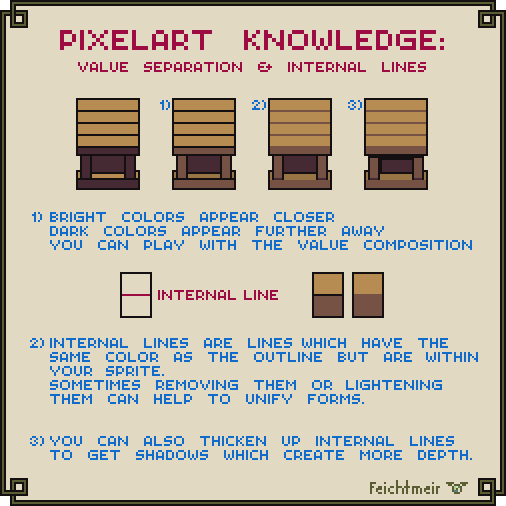 PIXELART KNOWLEDGE:
VALUE SEPARATION & INTERNAL LINES
1) 2) 3)
1) BRIGHT COLORS APPEAR CLOSER
DARK COLORS APPEAR FURTHER AWAY
YOU CAN PLAY WITH THE VALUE COMPOSITION
INTERNAL LINE
2) INTERNAL LINES ARE LINES WHICH HAVE THE
SAME COLOR AS THE OUTLINE BUT ARE WITHIN
YOUR SPRITE.
SOMETIMES REMOVING THEM OR LIGHTENING
THEM CAN HELP TO UNIFY FORMS.
3) YOU CAN ALSO THICKEN UP INTERNAL LINES
TO GET SHADOWS WHICH CREATE MORE DEPTH.
Feichtmeir